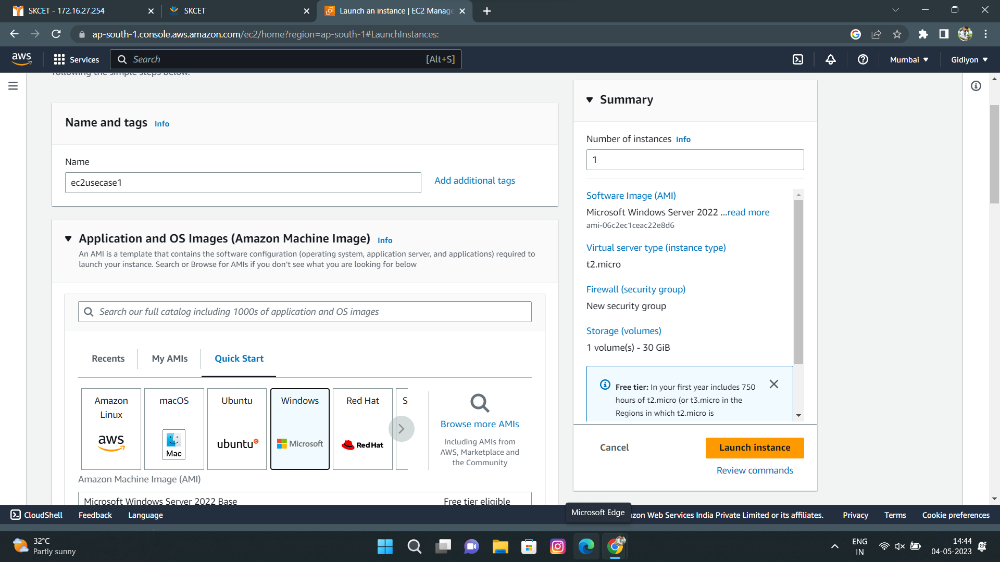 SKCET - 172.16.27.254
SKCET
Launch an instance | EC2 Manage
ap-south-1.console.aws.amazon.com/ec2/home?region=ap-south-1#LaunchInstances:
aws
Services
Search
[Alt+S]
Mumbai
Gidiyon
following the simple steps below.
Name and tags Info
Name
ec2usecase1
Add additional tags
Application and OS Images (Amazon Machine Image) Info
An AMI is a template that contains the software configuration (operating system, application server, and applications) required to
launch your instance. Search or Browse for AMIs if you don't see what you are looking for below
Search our full catalog including 1000s of application and OS images
Recents
My AMIs
Quick Start
Amazon
Linux
aws
macOS
Mac
Ubuntu
ubuntu
Windows
Microsoft
Red Hat
Red Hat
S
Browse more AMIs
Including AMIs from
AWS, Marketplace and
the Community
Amazon Machine Image (AMI)
Microsoft Windows Server 2022 Base
Free tier eligible
Summary
Number of instances Info
1
Software Image (AMI)
Microsoft Windows Server 2022 ...read more
ami-06c2ec1ceac22e8d6
Virtual server type (instance type)
t2.micro
Firewall (security group)
New security group
Storage (volumes)
1 volume(s) - 30 GiB
Free tier: In your first year includes 750
hours of t2.micro (or t3.micro in the
Regions in which t2.micro is
Cancel
Launch instance
Review commands
CloudShell
Feedback
Language
Microsoft Edge
zon Web Services India Private Limited or its affiliates.
Privacy
Terms
Cookie preferences
32°C
Partly sunny
ENG
IN
14:44
04-05-2023